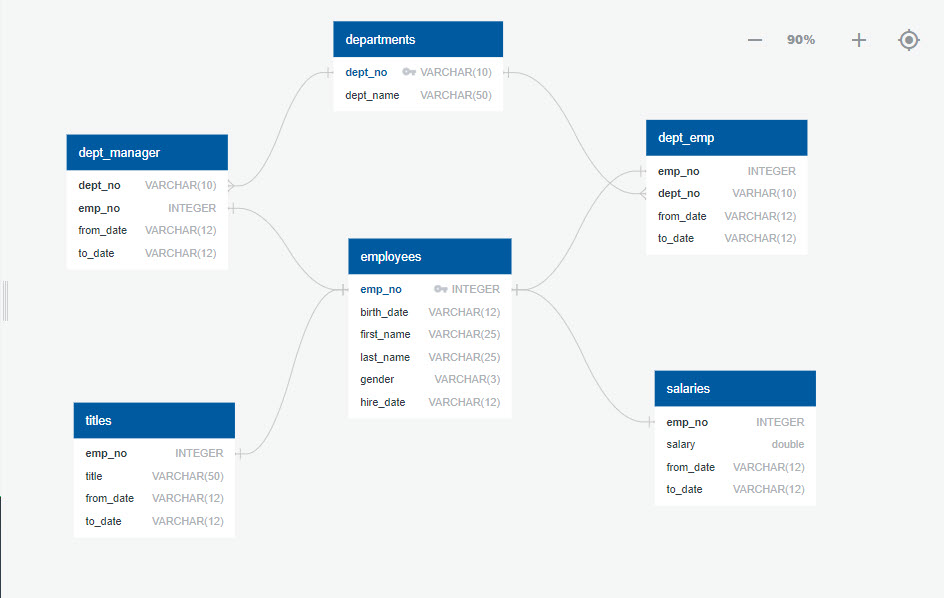 departments
dept_no VARCHAR(10)
dept_name VARCHAR(50)
90%
dept_manager
dept_no VARCHAR(10)
emp_no INTEGER
from_date VARCHAR(12)
to_date VARCHAR(12)
dept_emp
emp_no INTEGER
dept_no VARHAR(10)
from_date VARCHAR(12)
to_date VARCHAR(12)
employees
emp_no INTEGER
birth_date VARCHAR(12)
first_name VARCHAR(25)
last_name VARCHAR(25)
gender VARCHAR(3)
hire_date VARCHAR(12)
titles
emp_no INTEGER
title VARCHAR(50)
from_date VARCHAR(12)
to_date VARCHAR(12)
salaries
emp_no INTEGER
salary double
from_date VARCHAR(12)
to_date VARCHAR(12)